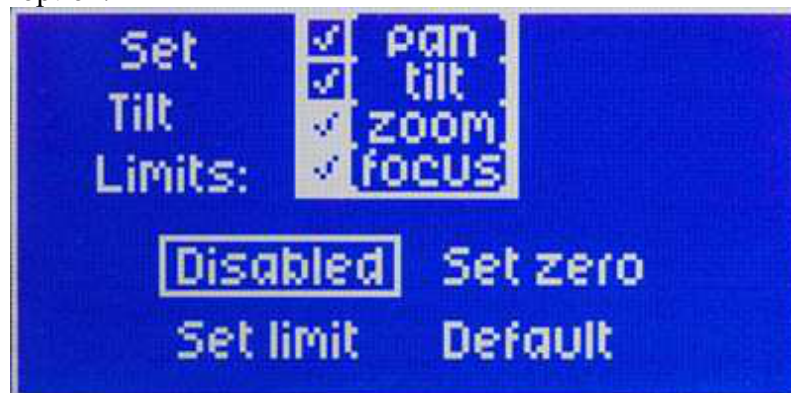 Set
Tilt
Limits:
pan
tilt
zoom
focus
Disabled Set zero
Set limit Default